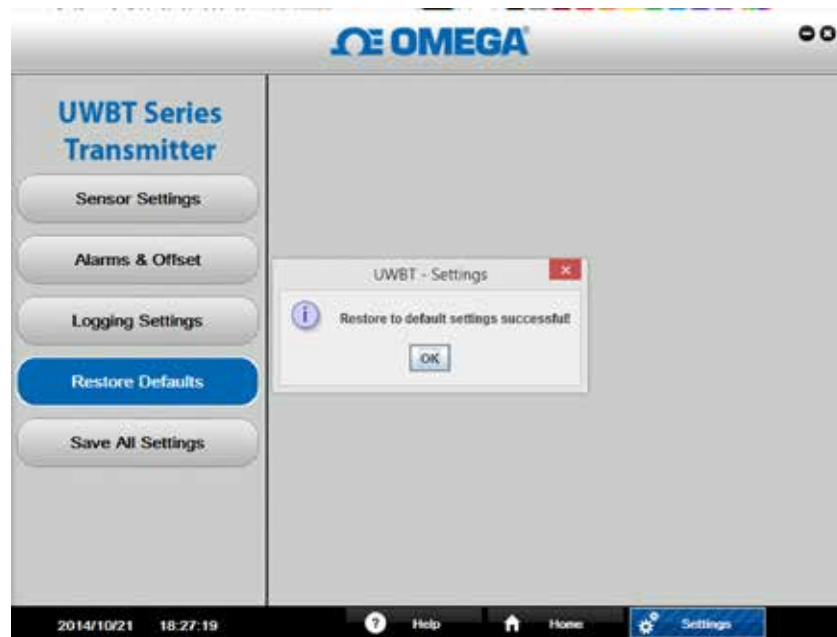 OMEGA
UWBT Series
Transmitter
Sensor Settings
Alarms & Offset
Logging Settings
Restore Defaults
Save All Settings
UWBT - Settings
Restore to default settings successful!
OK
2014/10/21 18:27:19
? Help
Home
Settings